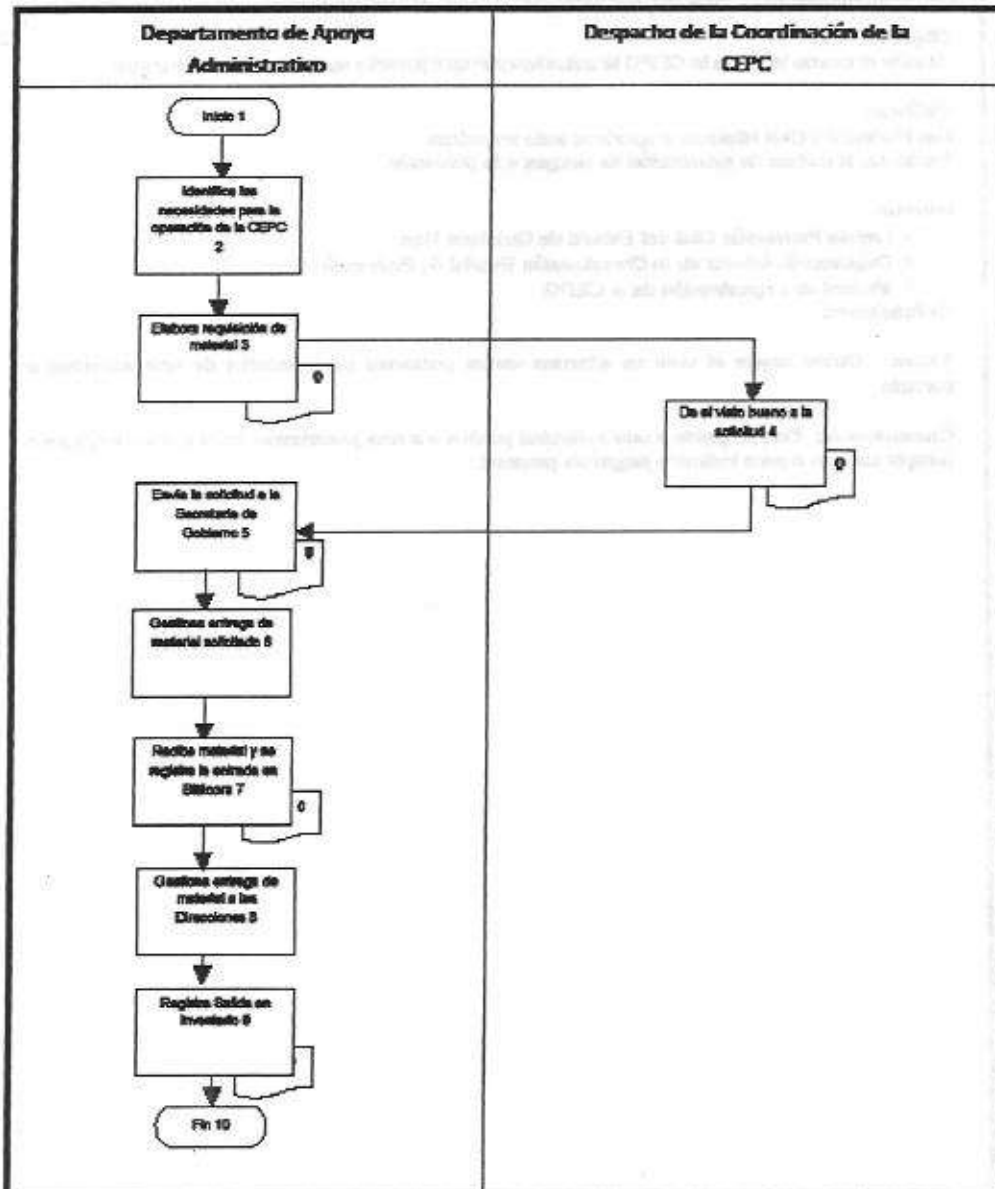 Departamento de Apoyo
Administrativo
Despacho de la Coordinación de la
CEPC
Inicio 1
Identifica las
necesidades para la
operación de la CEPC
2
Elabora requisición de
material 3
0
Da el visto bueno a la
solicitud 4
0
Envía la solicitud a la
Secretaría de
Gobierno 5
Gestiona entrega de
material solicitado 6
Recibe material y se
registra la entrada en
Bitácora 7
Gestiona entrega de
material a las
Direcciones 8
Registra Salida en
Inventario 9
Fin 10